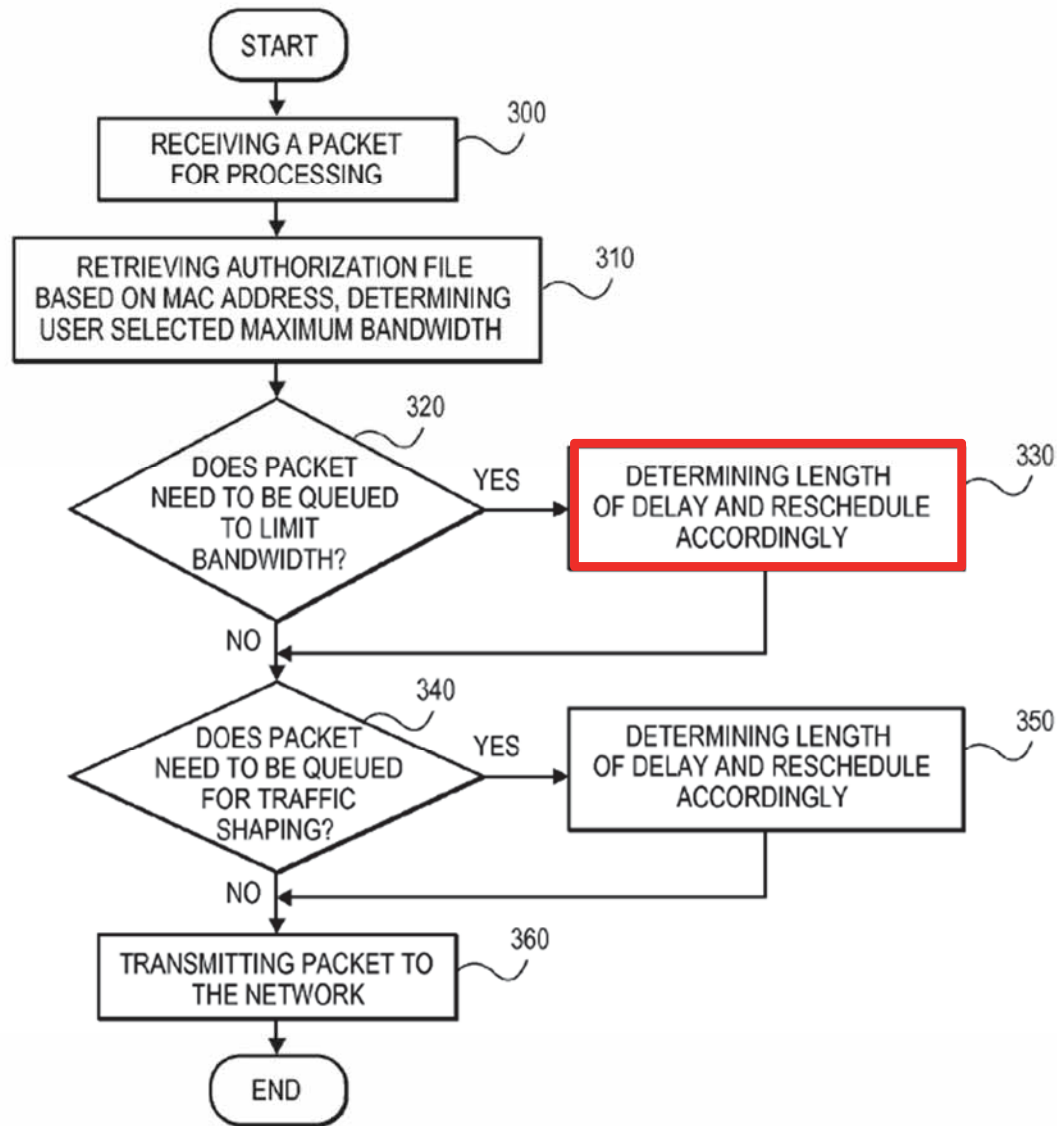 START
300
RECEIVING A PACKET
FOR PROCESSING
310
RETRIEVING AUTHORIZATION FILE
BASED ON MAC ADDRESS, DETERMINING
USER SELECTED MAXIMUM BANDWIDTH
320
DOES PACKET
NEED TO BE QUEUED
TO LIMIT
BANDWIDTH?
YES
330
DETERMINING LENGTH
OF DELAY AND RESCHEDULE
ACCORDINGLY
NO
340
DOES PACKET
NEED TO BE QUEUED
FOR TRAFFIC
SHAPING?
YES
350
DETERMINING LENGTH
OF DELAY AND RESCHEDULE
ACCORDINGLY
NO
360
TRANSMITTING PACKET TO
THE NETWORK
END